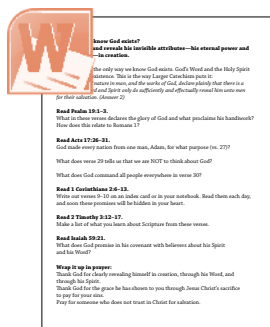 W
know God exists?
and reveals his invisible attributes—his eternal power and
—in creation.
the only way we know God exists. God's Word and the Holy Spirit
existence. This is the way Larger Catechism puts it:
nature in man, and the works of God, declare plainly that there is a
d and Spirit only do sufficiently and effectually reveal him unto men
for their salvation. (Answer 2)
Read Psalm 19:1–3.
What in these verses declares the glory of God and what proclaims his handiwork?
How does this relate to Romans 1?
Read Acts 17:26–31.
God made every nation from one man, Adam, for what purpose (vs. 27)?
What does verse 29 tells us that we are NOT to think about God?
What does God command all people everywhere in verse 30?
Read 1 Corinthians 2:6–13.
Write out verses 9–10 on an index card or in your notebook. Read them each day,
and soon these promises will be hidden in your heart.
Read 2 Timothy 3:12–17.
Make a list of what you learn about Scripture from these verses.
Read Isaiah 59:21.
What does God promise in his covenant with believers about his Spirit
and his Word?
Wrap it up in prayer:
Thank God for clearly revealing himself in creation, through his Word, and
through his Spirit.
Thank God for the grace he has shown to you through Jesus Christ's sacrifice
to pay for your sins.
Pray for someone who does not trust in Christ for salvation.